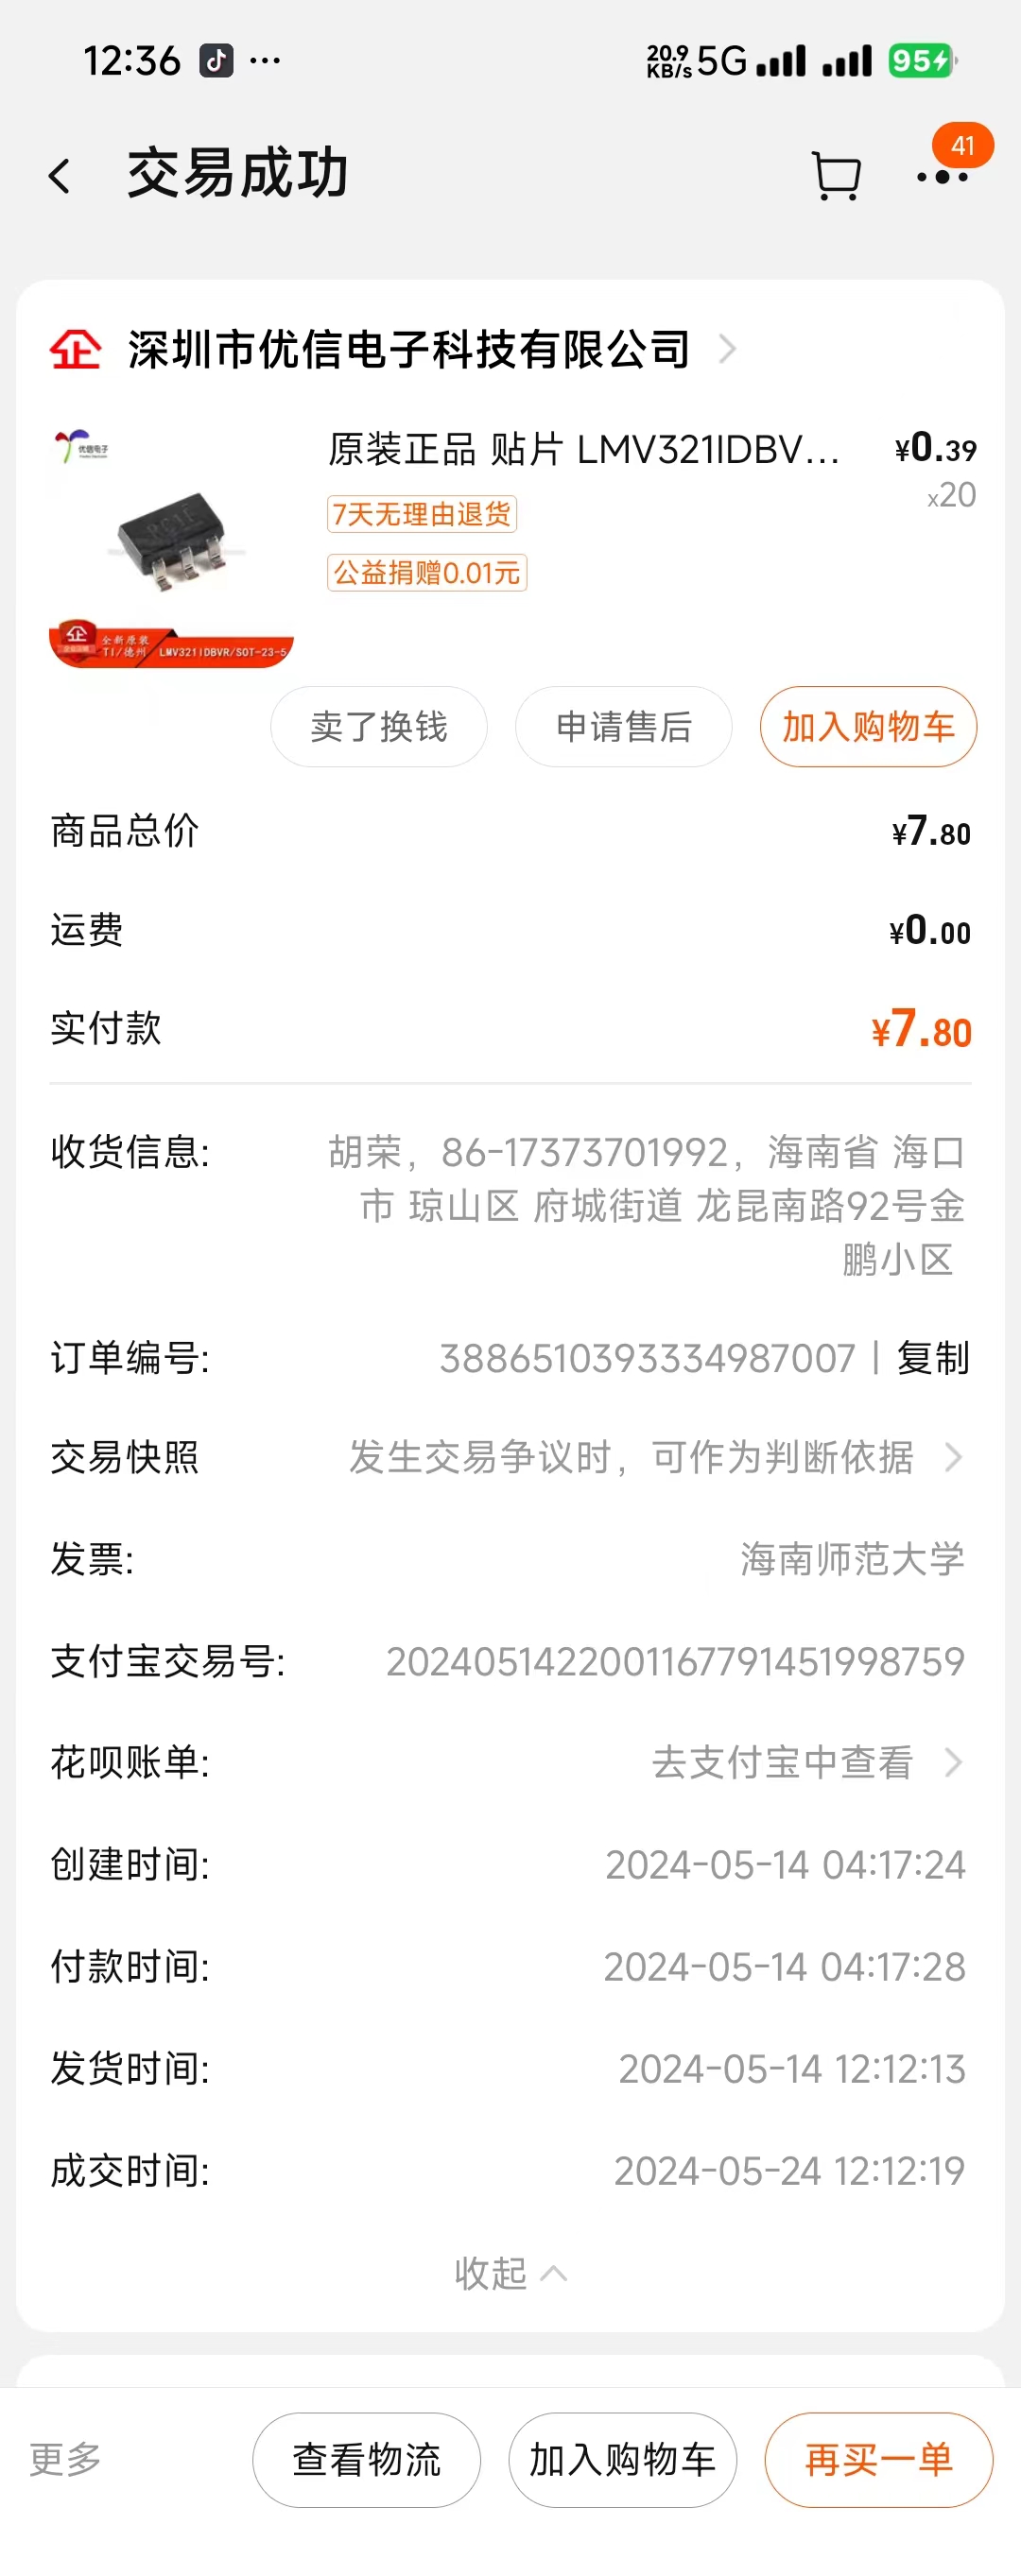 12:36 ···
20.9 KB/s 5G 95
交易成功
41
深圳市优信电子科技有限公司
优信电子
原装正品 贴片 LMV321IDBV... ¥0.39
x20
7天无理由退货
公益捐赠0.01元
RC1F
企 全新原装
TI/德州 LMV321IDBVR/SOT-23-5
卖了换钱 申请售后 加入购物车
商品总价 ¥7.80
运费 ¥0.00
实付款 ¥7.80
收货信息: 胡荣，86-17373701992，海南省 海口
市 琼山区 府城街道 龙昆南路92号金
鹏小区
订单编号: 3886510393334987007 | 复制
交易快照 发生交易争议时，可作为判断依据
发票: 海南师范大学
支付宝交易号: 2024051422001167791451998759
花呗账单: 去支付宝中查看
创建时间: 2024-05-14 04:17:24
付款时间: 2024-05-14 04:17:28
发货时间: 2024-05-14 12:12:13
成交时间: 2024-05-24 12:12:19
收起
更多 查看物流 加入购物车 再买一单